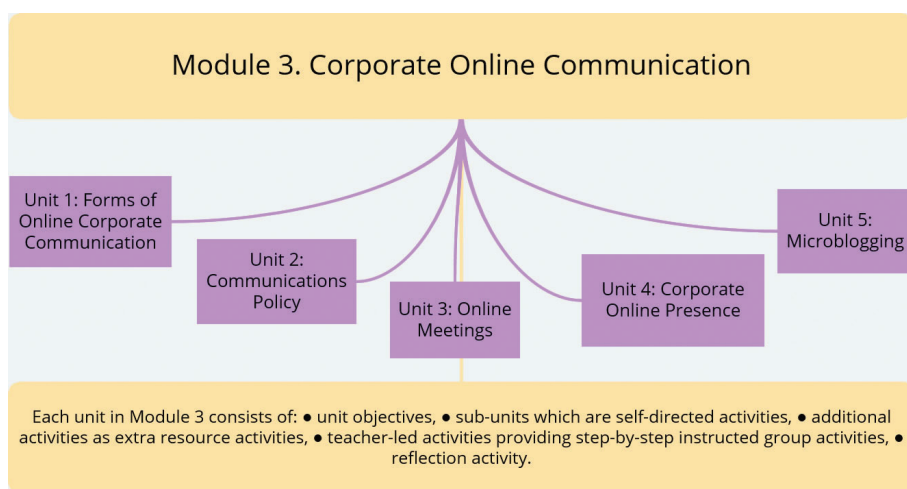 Module 3. Corporate Online Communication
Unit 1: Forms of
Online Corporate
Communication
Unit 2:
Communications
Policy
Unit 3: Online
Meetings
Unit 4: Corporate
Online Presence
Unit 5:
Microblogging
Each unit in Module 3 consists of: ● unit objectives, ● sub-units which are self-directed activities, ● additional
activities as extra resource activities, ● teacher-led activities providing step-by-step instructed group activities, ●
reflection activity.